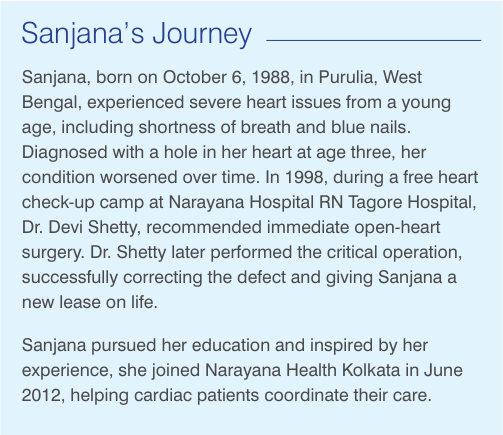 Sanjana’s Journey
Sanjana, born on October 6, 1988, in Purulia, West
Bengal, experienced severe heart issues from a young
age, including shortness of breath and blue nails.
Diagnosed with a hole in her heart at age three, her
condition worsened over time. In 1998, during a free heart
check-up camp at Narayana Hospital RN Tagore Hospital,
Dr. Devi Shetty, recommended immediate open-heart
surgery. Dr. Shetty later performed the critical operation,
successfully correcting the defect and giving Sanjana a
new lease on life.
Sanjana pursued her education and inspired by her
experience, she joined Narayana Health Kolkata in June
2012, helping cardiac patients coordinate their care.